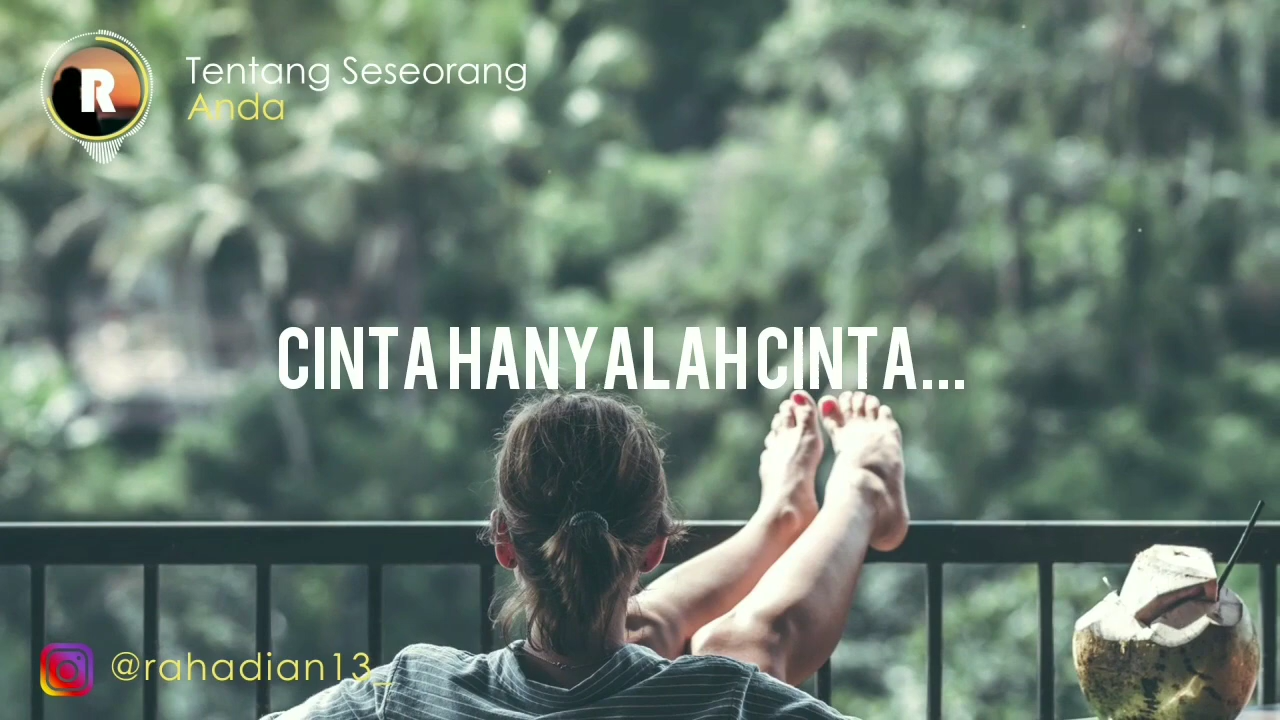 R
Tentang Seseorang
Anda
CINTA HANYALAH CINTA...
@rahadian13_